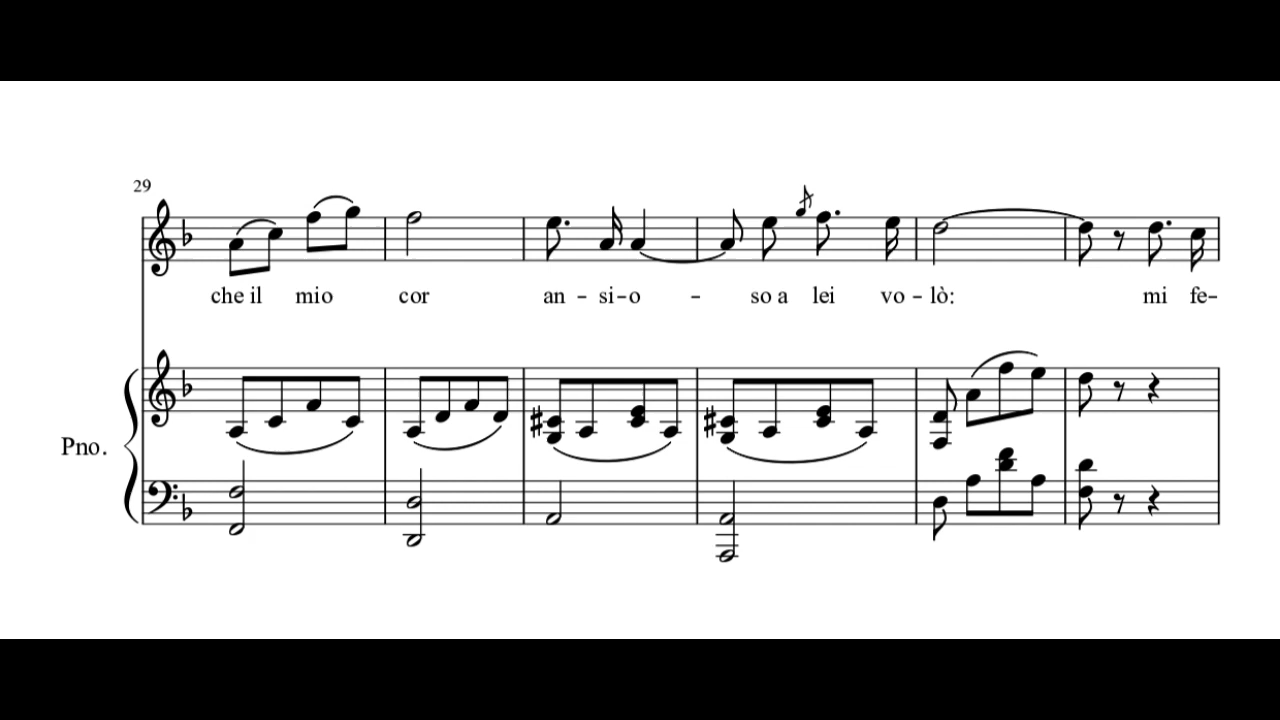 29
che il mio cor an - si - o - so a lei vo - lò: mi fe-
Pno.